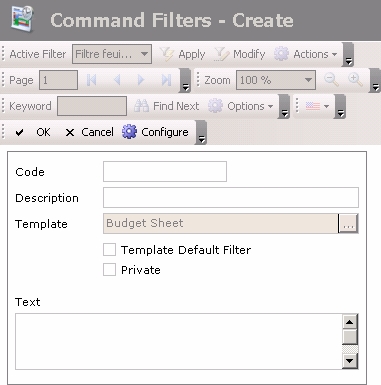 Command Filters - Create
Active Filter Filtre feui... Apply Modify Actions
Page 1 Zoom 100 %
Keyword Find Next Options
OK Cancel Configure
Code
Description
Template Budget Sheet ...
Template Default Filter
Private
Text